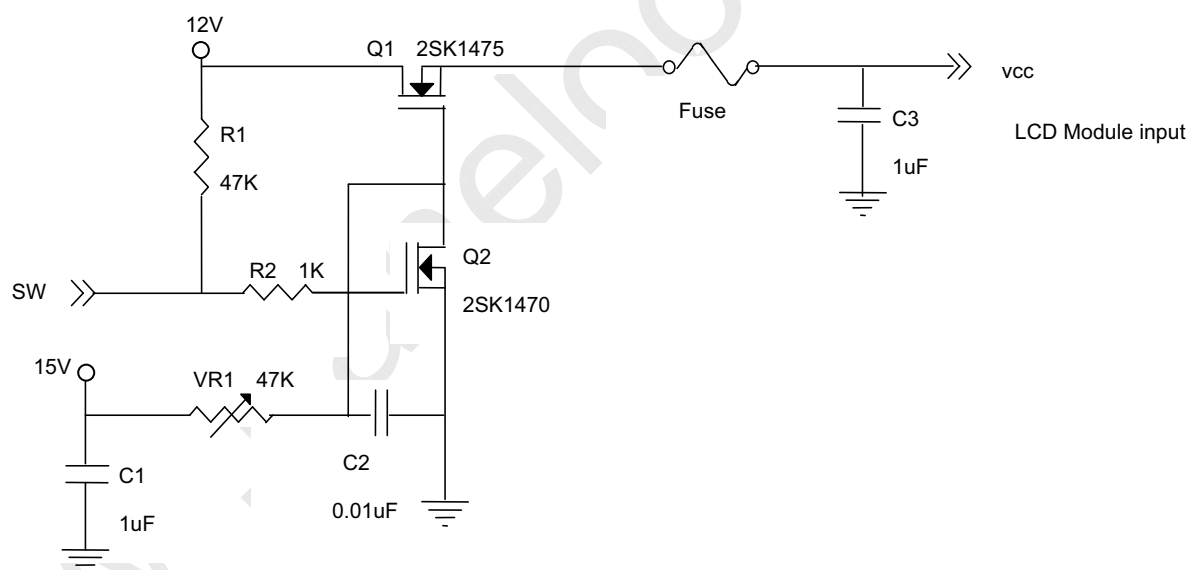 12V
Q1 2SK1475
vcc
Fuse
C3
LCD Module input
R1
1uF
47K
Q2
R2 1K
SW
2SK1470
15V
VR1 47K
C2
C1
0.01uF
1uF